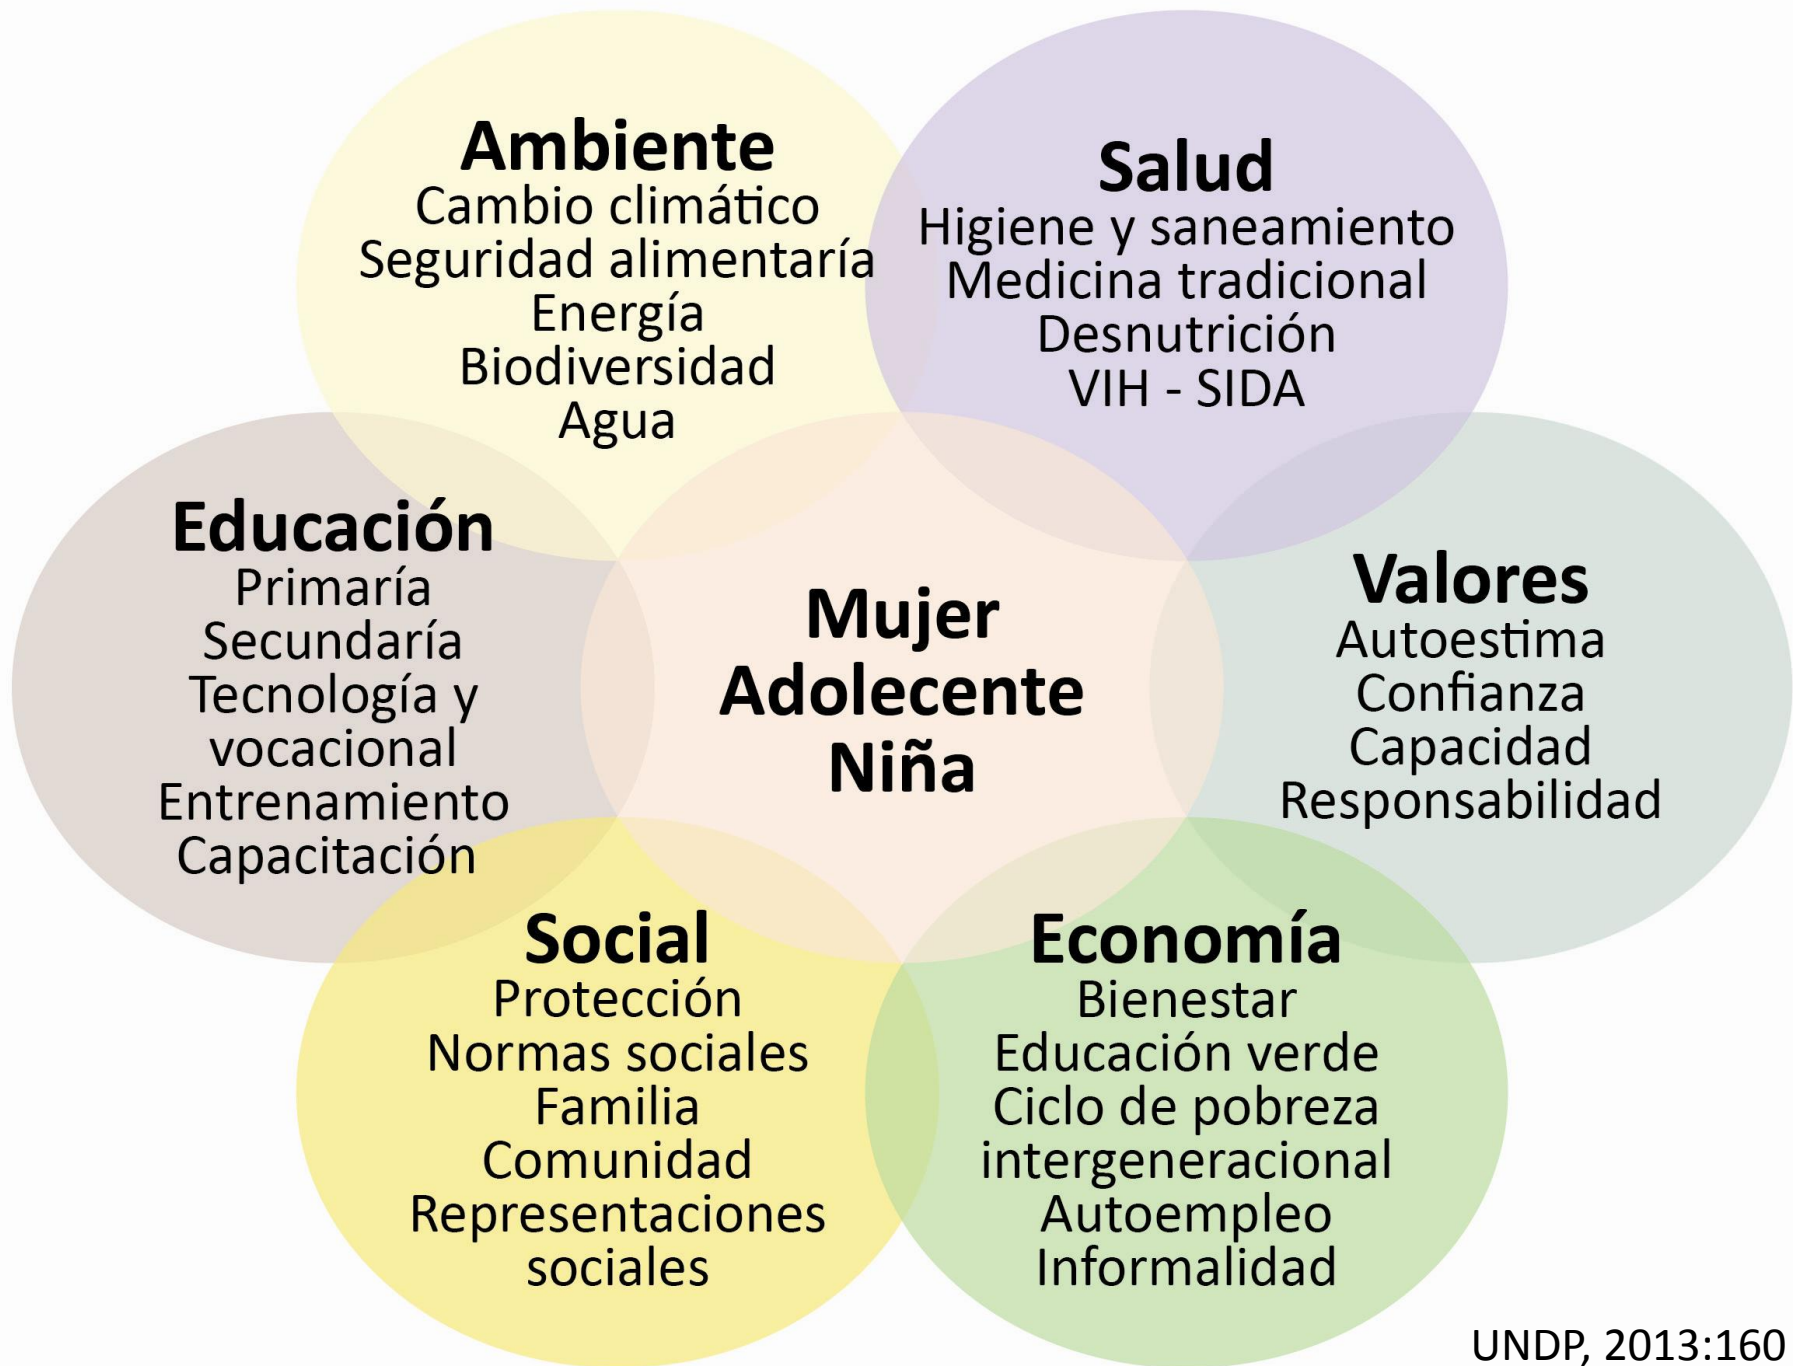 Ambiente
Cambio climático
Seguridad alimentaría
Energía
Biodiversidad
Agua
Salud
Higiene y saneamiento
Medicina tradicional
Desnutrición
VIH - SIDA
Educación
Primaría
Secundaría
Tecnología y
vocacional
Entrenamiento
Capacitación
Mujer
Adolecente
Niña
Valores
Autoestima
Confianza
Capacidad
Responsabilidad
Social
Protección
Normas sociales
Familia
Comunidad
Representaciones
sociales
Economía
Bienestar
Educación verde
Ciclo de pobreza
intergeneracional
Autoempleo
Informalidad
UNDP, 2013:160